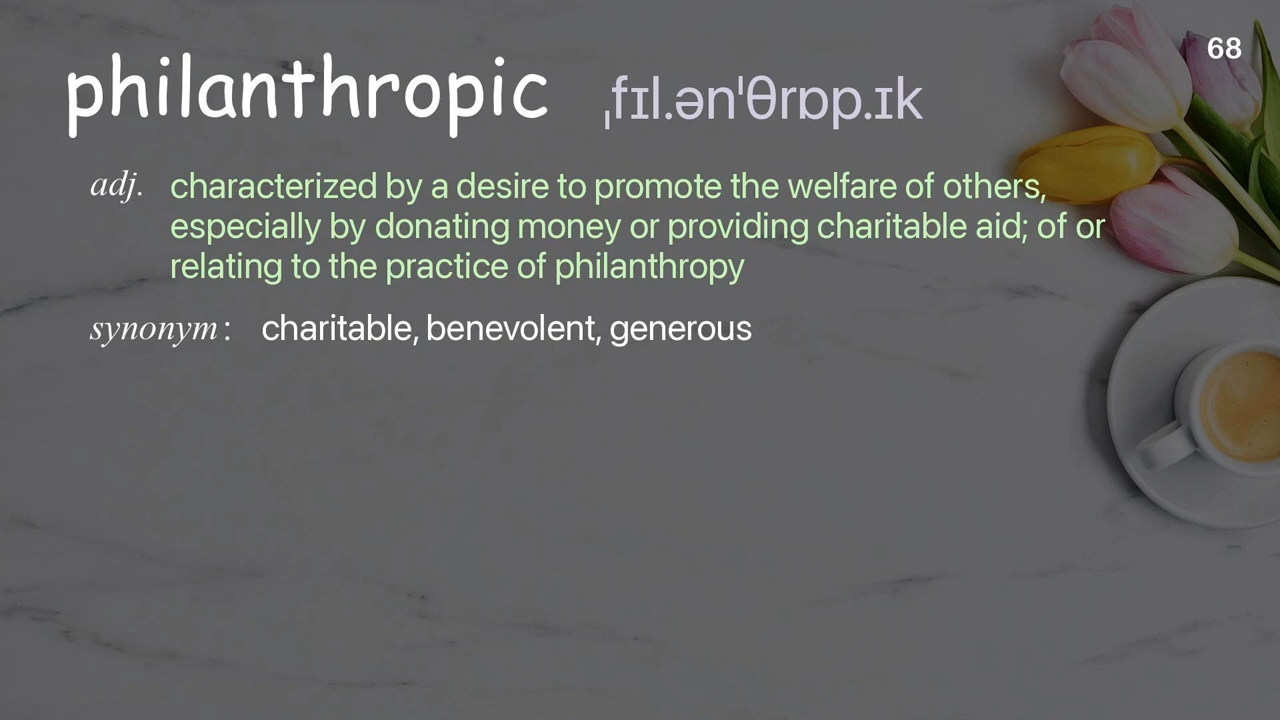 68
philanthropic ˌfɪl.ənˈθrɒp.ɪk
adj. characterized by a desire to promote the welfare of others,
especially by donating money or providing charitable aid; of or
relating to the practice of philanthropy
synonym: charitable, benevolent, generous